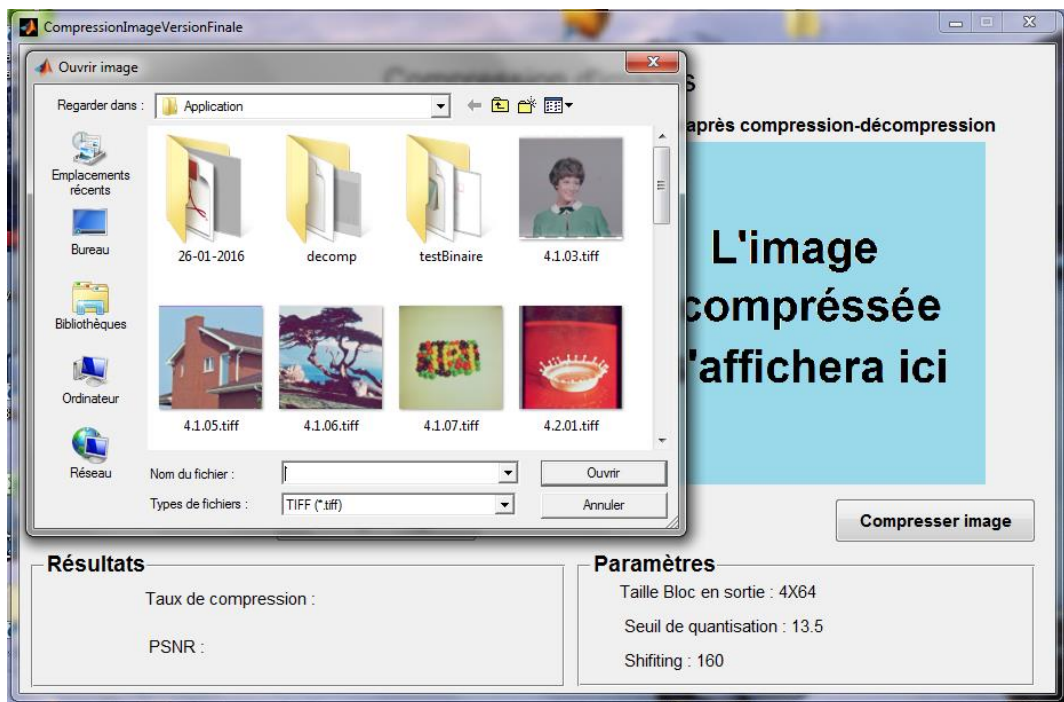 CompressionImageVersionFinale
Ouvrir image
Regarder dans :
Application
Emplacements
récents
Bureau
Bibliothèques
Ordinateur
Réseau
26-01-2016
decomp
testBinaire
4.1.03.tiff
4.1.05.tiff
4.1.06.tiff
4.1.07.tiff
4.2.01.tiff
Nom du fichier :
Ouvrir
Types de fichiers :
TIFF (*.tiff)
Annuler
après compression-décompression
L'image
compréssée
'affichera ici
Compresser image
Résultats
Taux de compression :
PSNR :
Paramètres
Taille Bloc en sortie : 4X64
Seuil de quantisation : 13.5
Shifiting : 160